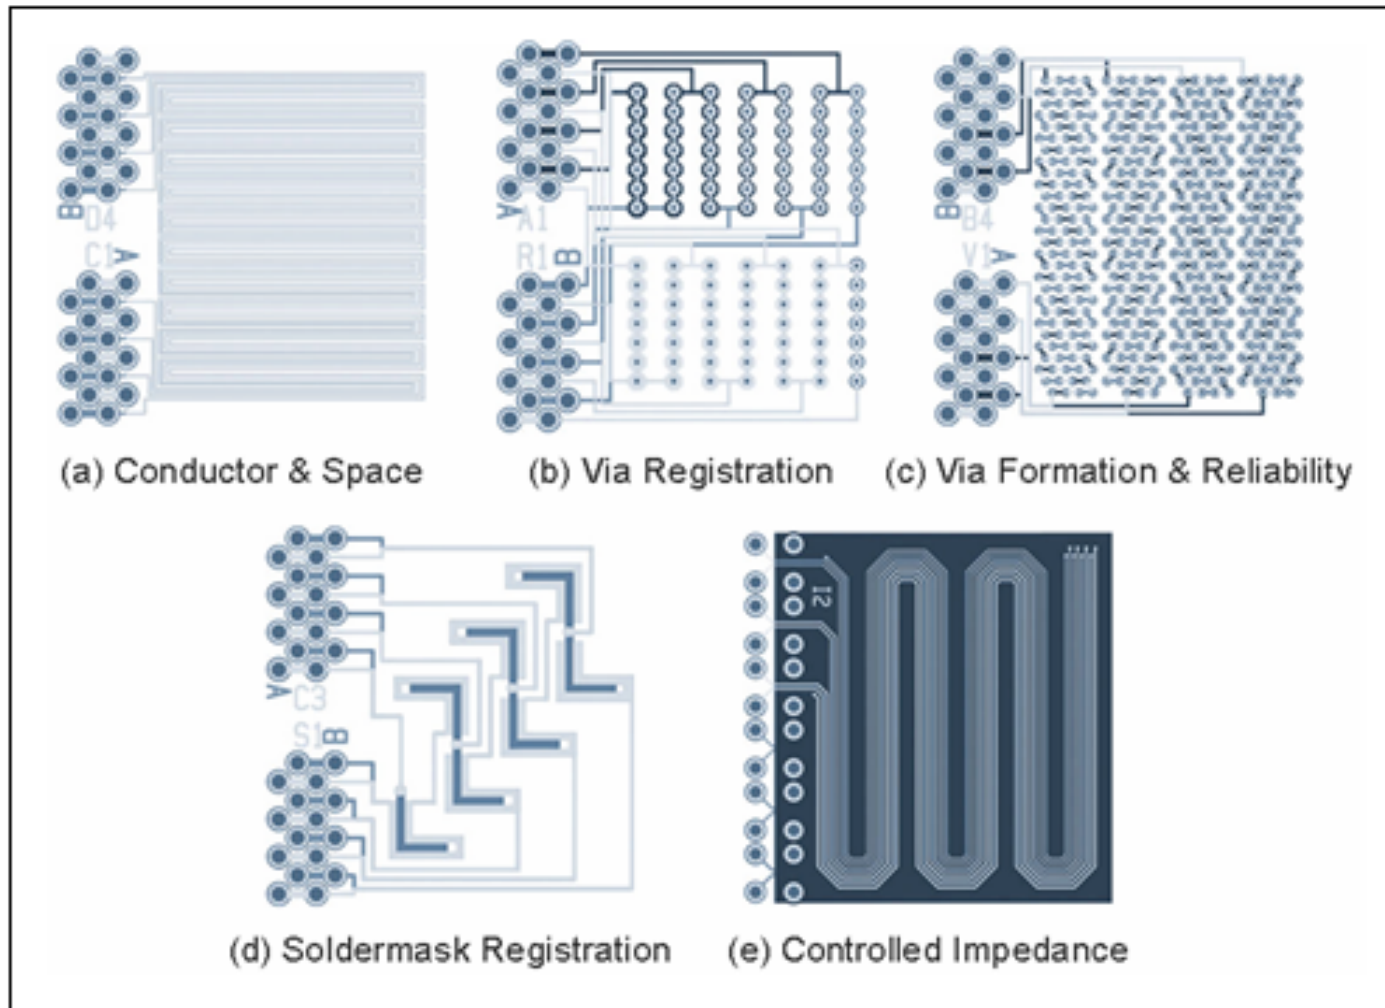 B
D4
C1 A
A
A1
R1 B
B
B4
V1 A
(a) Conductor & Space
(b) Via Registration
(c) Via Formation & Reliability
A
C3
S1 B
I2
(d) Soldermask Registration
(e) Controlled Impedance